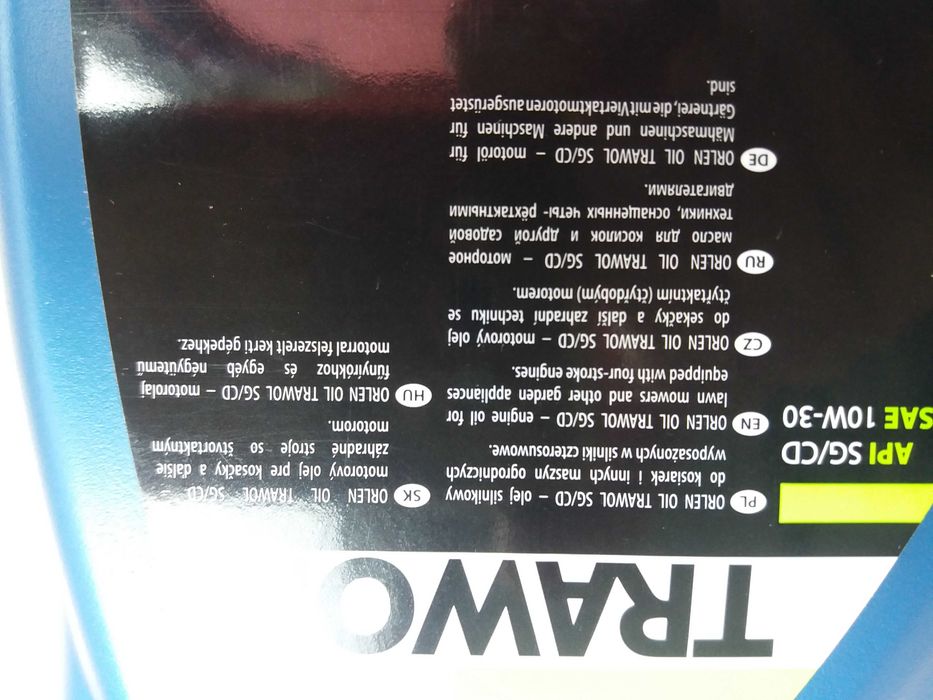 TRAWO
API SG/CD
SAE 10W-30
PL ORLEN OIL TRAWOL SG/CD – olej silnikowy
do kosiarek i innych maszyn ogrodniczych
wyposażonych w silniki czterosuwowe.
EN ORLEN OIL TRAWOL SG/CD – engine oil for
lawn mowers and other garden appliances
equipped with four-stroke engines.
CZ ORLEN OIL TRAWOL SG/CD – motorový olej
do sekačky a další zahradní techniku se
čtyřtaktním (čtyřdobým) motorem.
RU ORLEN OIL TRAWOL SG/CD – моторное
масло для косилок и другой садовой
техники, оснащенных четы- рёхтактными
двигателями.
DE ORLEN OIL TRAWOL SG/CD – motoröl für
Mähmaschinen und andere Maschinen für
Gärtnerei, die mit Viertaktmotoren ausgerüstet
sind.
SK ORLEN OIL TRAWOL SG/CD –
motorový olej pre kosačky a ďalšie
zahradné stroje so štvortaktným
motorom.
HU ORLEN OIL TRAWOL SG/CD – motorolaj
fűnyírókhoz és egyéb négyütemű
motorral felszerelt kerti gépekhez.